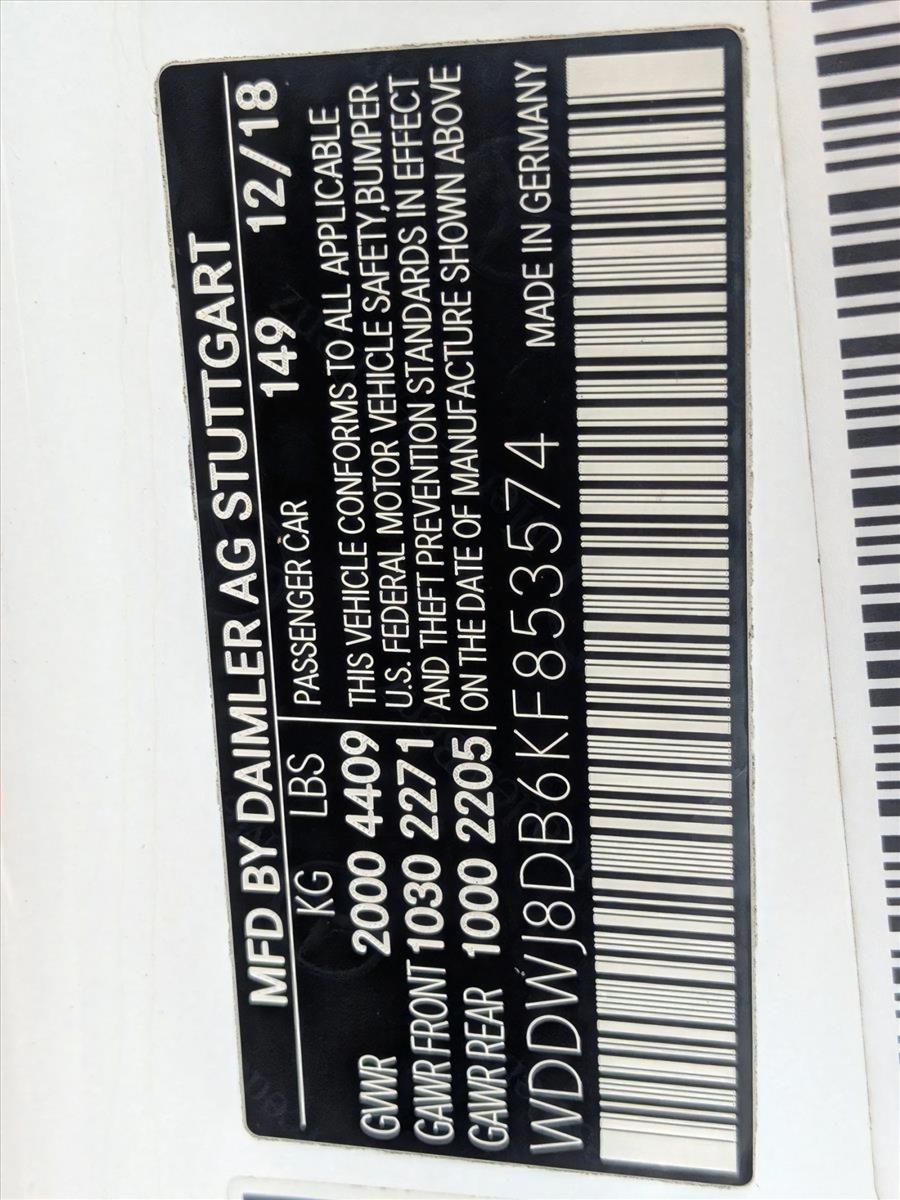 MFD BY DAIMLER AG STUTTGART
149 12/18
KG LBS PASSENGER CAR
GVWR 2000 4409
GAWR FRONT 1030 2271
GAWR REAR 1000 2205
THIS VEHICLE CONFORMS TO ALL APPLICABLE
U.S. FEDERAL MOTOR VEHICLE SAFETY, BUMPER
AND THEFT PREVENTION STANDARDS IN EFFECT
ON THE DATE OF MANUFACTURE SHOWN ABOVE
WDDWJ8DB6KF853574 MADE IN GERMANY